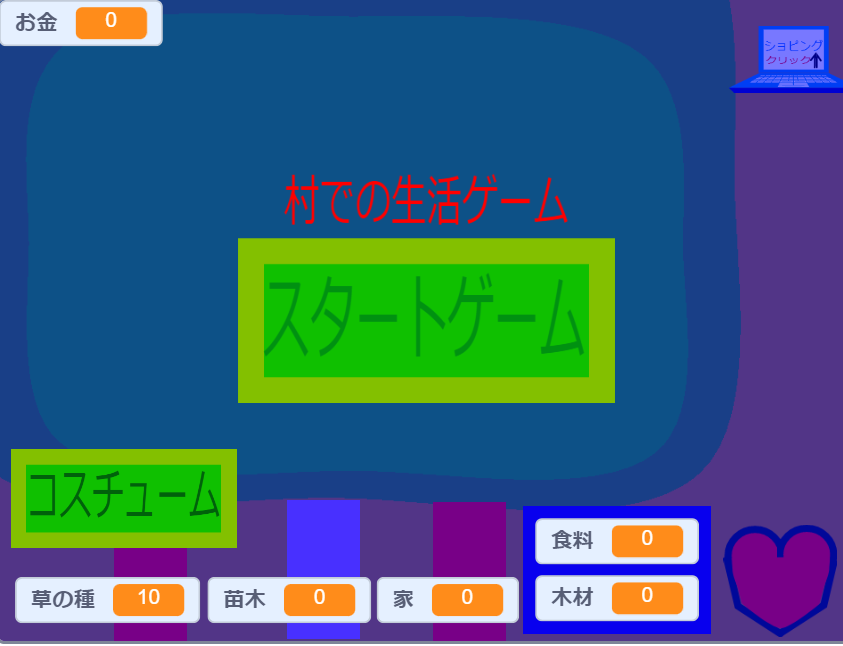 お金 0
ショピング
クリック
村での生活ゲーム
スタートゲーム
コスチューム
食料 0
木材 0
草の種 10
苗木 0
家 0